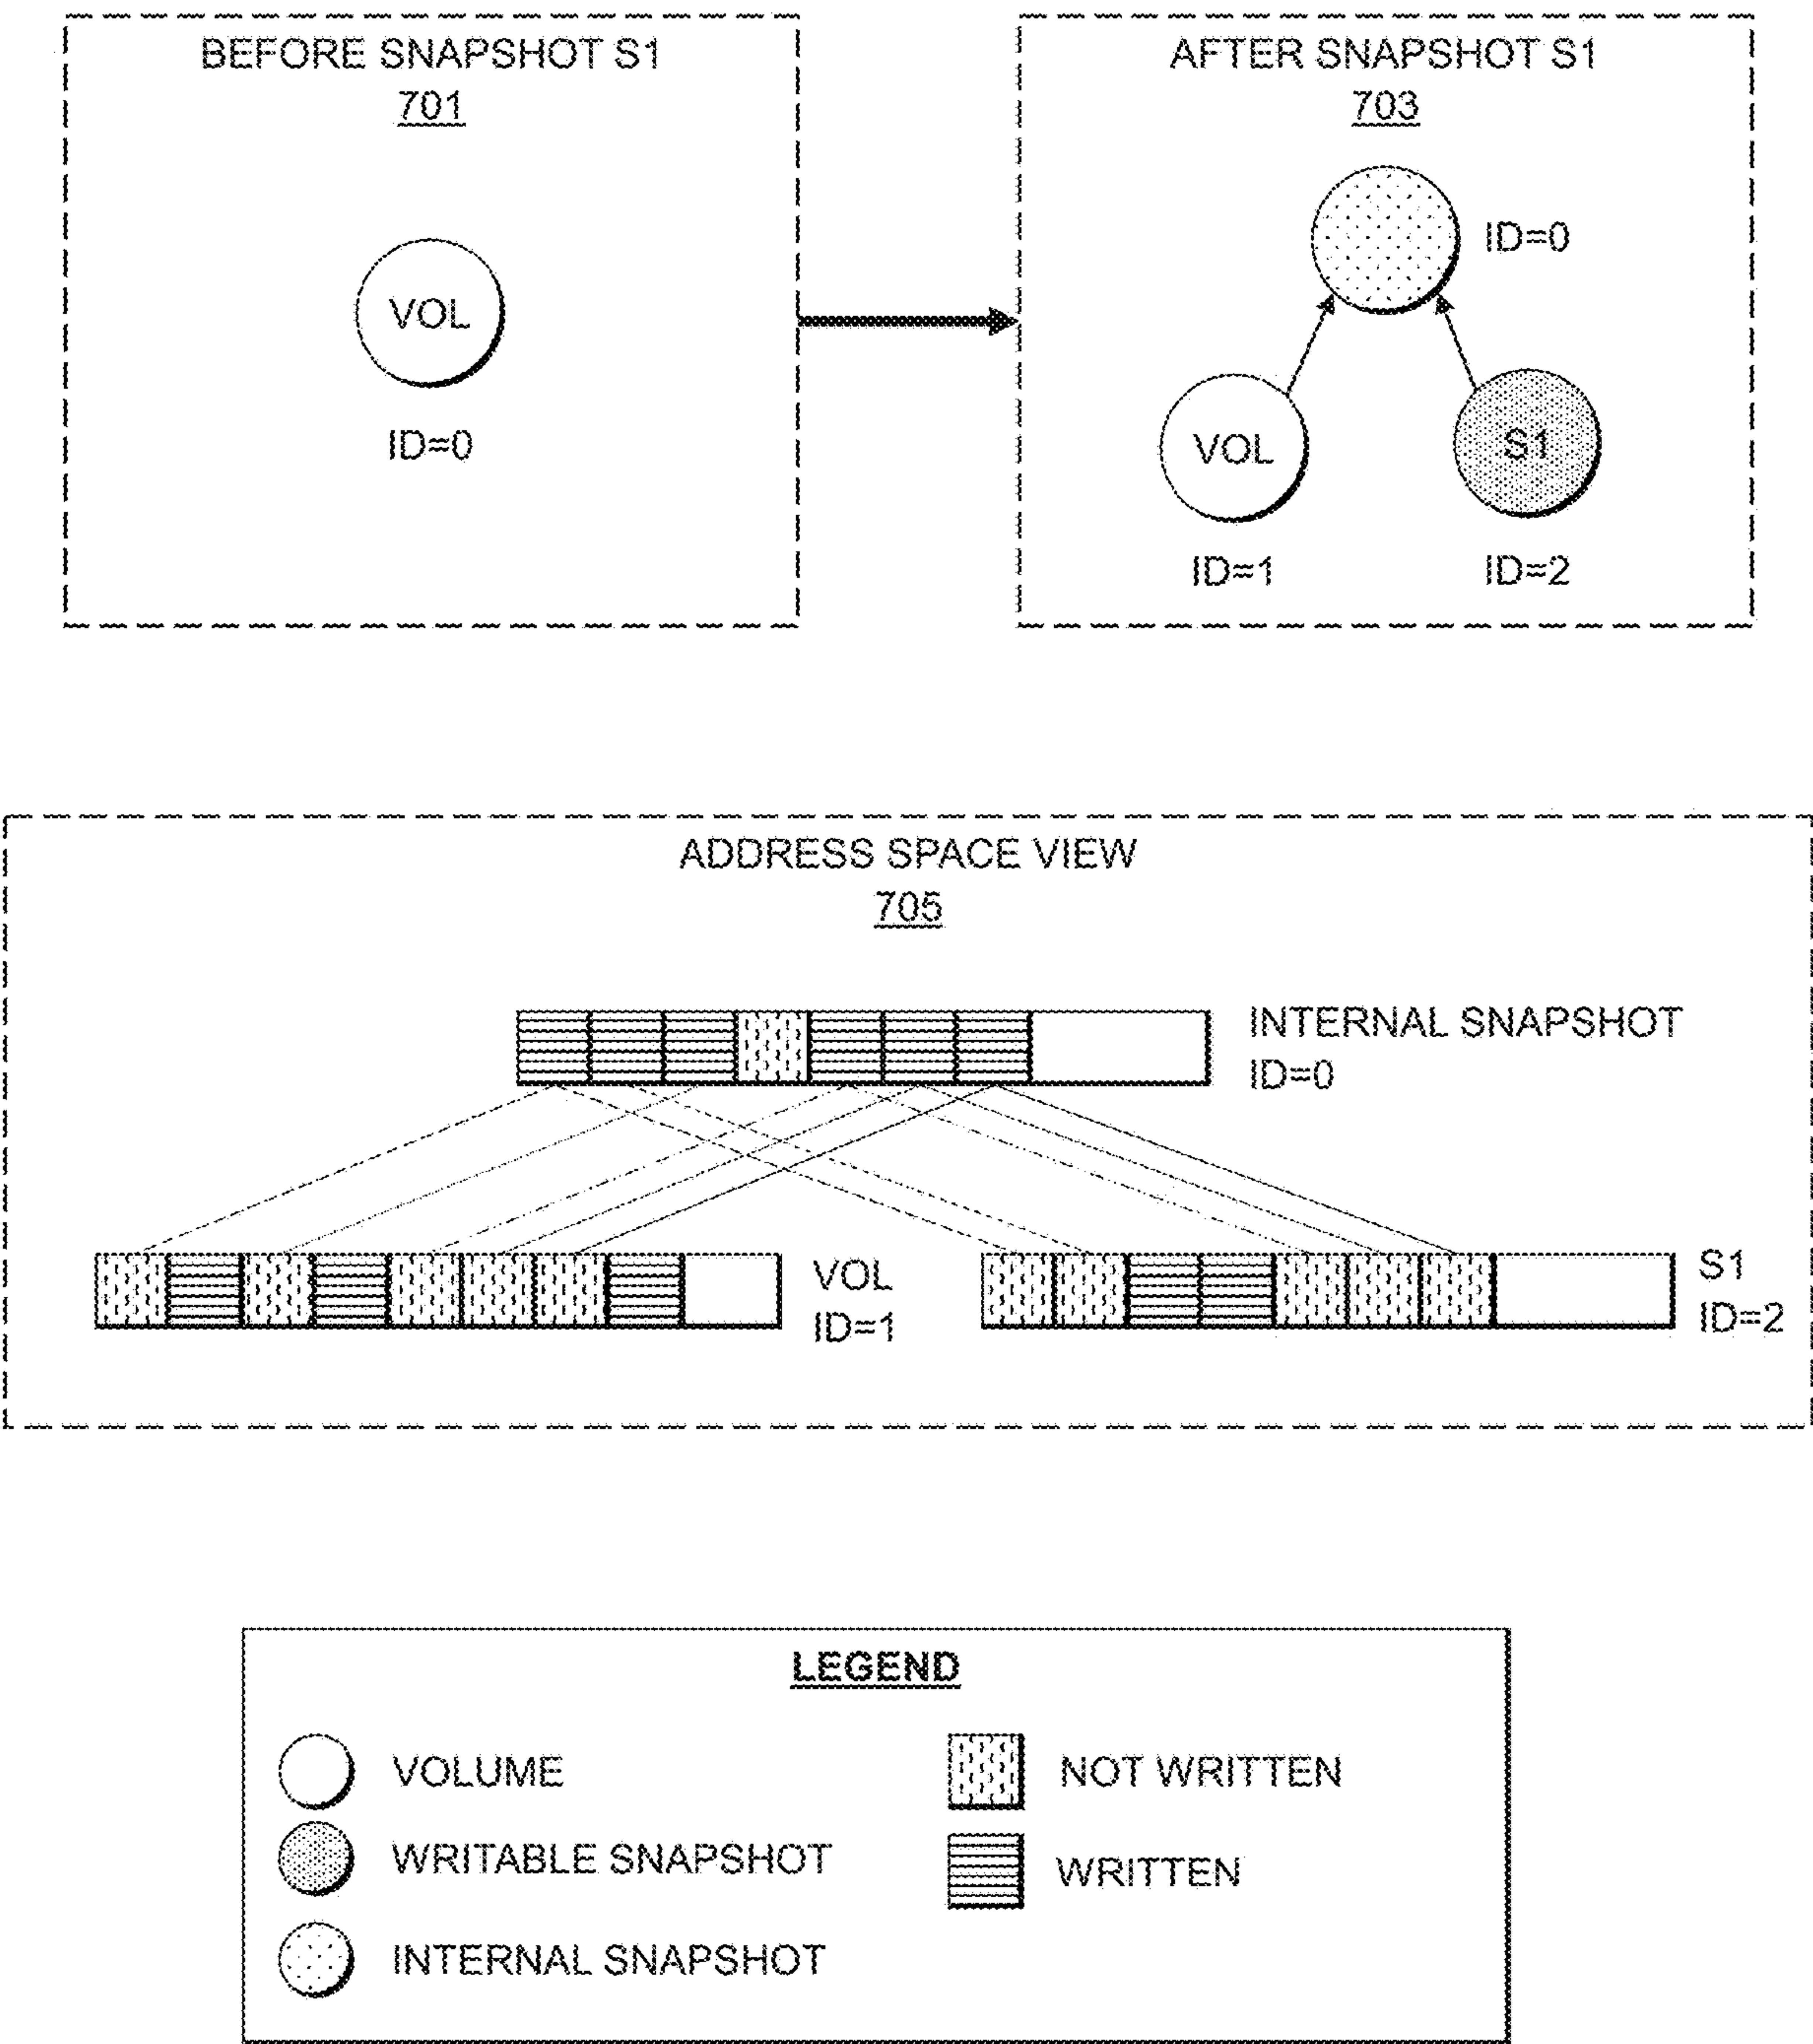 BEFORE SNAPSHOT S1
701
VOL
ID=0
AFTER SNAPSHOT S1
703
ID=0
VOL
S1
ID=1
ID=2
ADDRESS SPACE VIEW
705
INTERNAL SNAPSHOT
ID=0
VOL
ID=1
S1
ID=2
LEGEND
VOLUME
WRITABLE SNAPSHOT
INTERNAL SNAPSHOT
NOT WRITTEN
WRITTEN